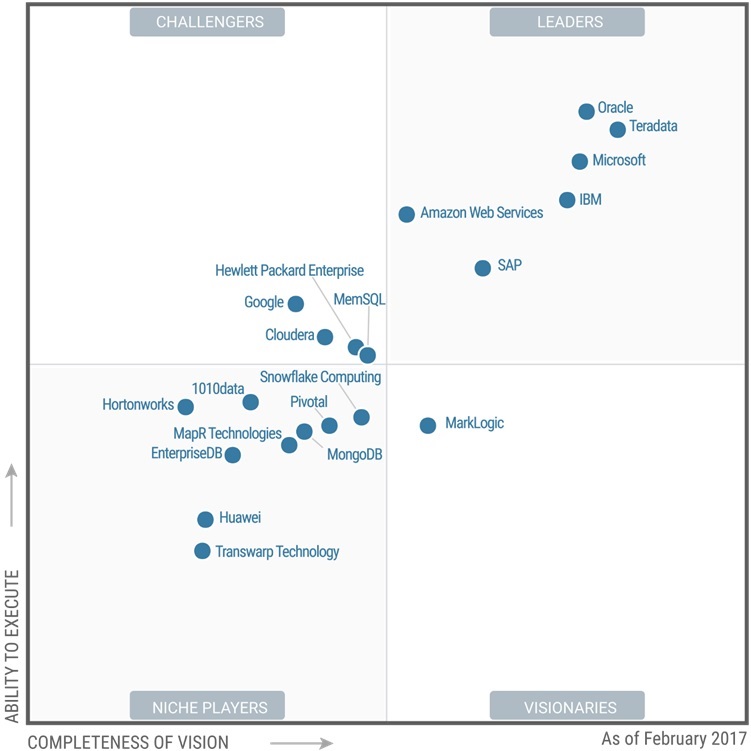 CHALLENGERS
LEADERS
Oracle
Teradata
Microsoft
IBM
Amazon Web Services
SAP
Hewlett Packard Enterprise
Google
MemSQL
Cloudera
Snowflake Computing
1010data
Hortonworks
Pivotal
MarkLogic
MapR Technologies
EnterpriseDB
MongoDB
Huawei
Transwarp Technology
ABILITY TO EXECUTE
NICHE PLAYERS
VISIONARIES
COMPLETENESS OF VISION
As of February 2017